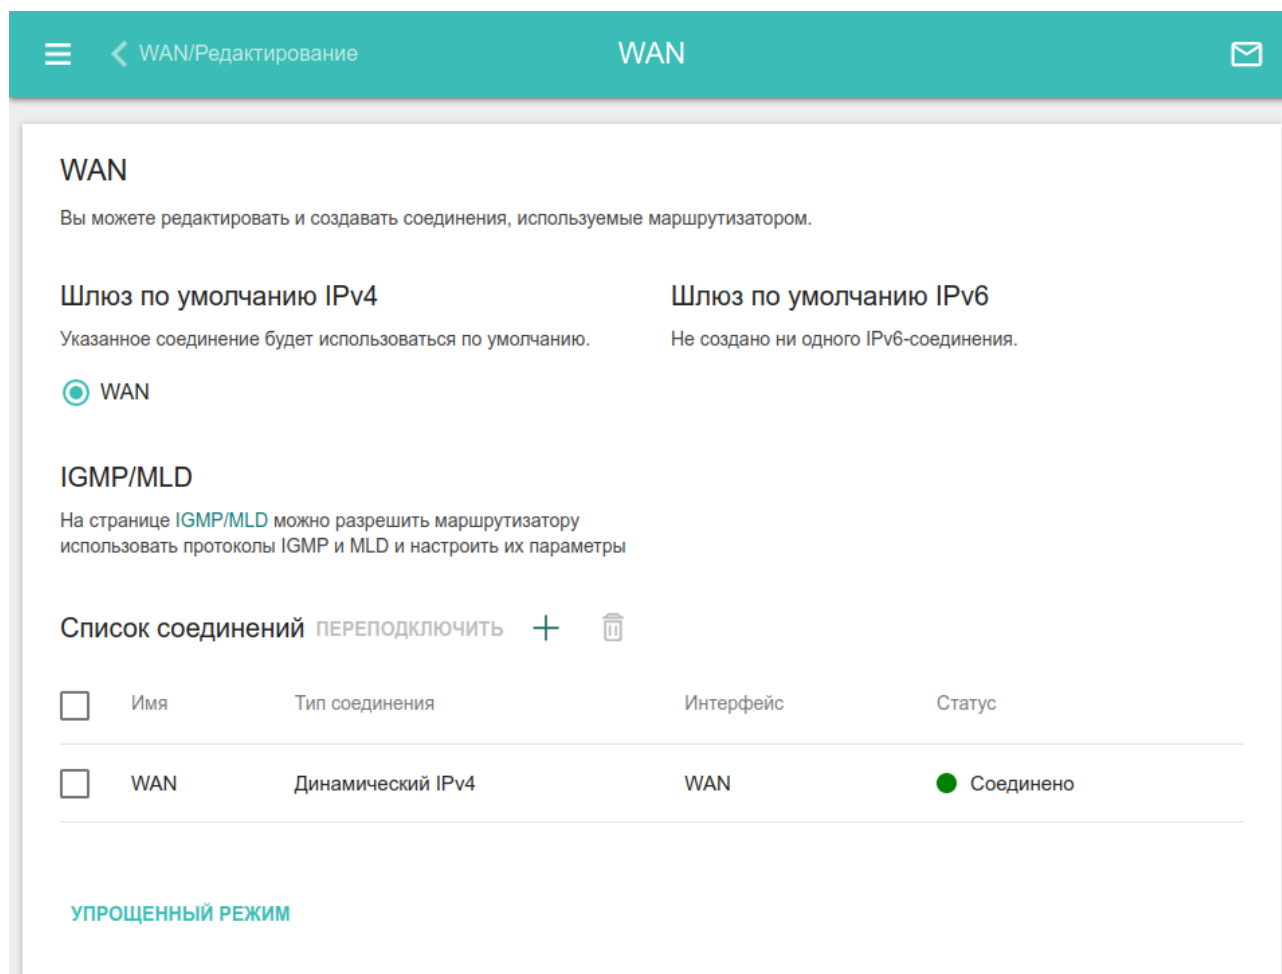 WAN/Редактирование
WAN
WAN
Вы можете редактировать и создавать соединения, используемые маршрутизатором.
Шлюз по умолчанию IPv4
Указанное соединение будет использоваться по умолчанию.
WAN
Шлюз по умолчанию IPv6
Не создано ни одного IPv6-соединения.
IGMP/MLD
На странице IGMP/MLD можно разрешить маршрутизатору
использовать протоколы IGMP и MLD и настроить их параметры
Список соединений ПЕРЕПОДКЛЮЧИТЬ
Имя Тип соединения Интерфейс Статус
WAN Динамический IPv4 WAN Соединено
УПРОЩЕННЫЙ РЕЖИМ